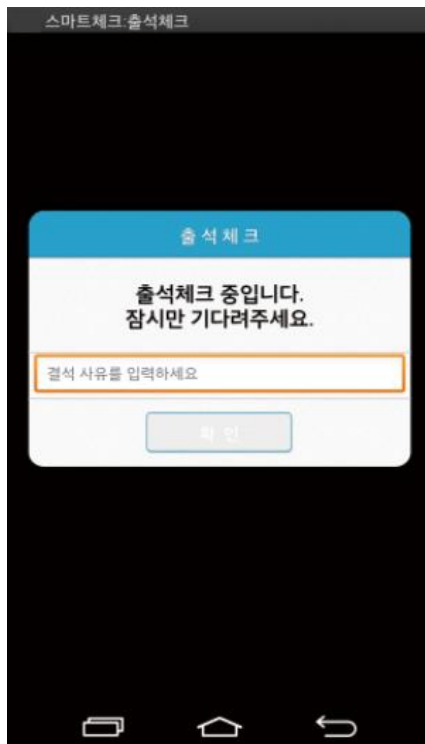 스마트체크:출석체크
출 석 체 크
출석체크 중입니다.
잠시만 기다려주세요.
결석 사유를 입력하세요
확 인